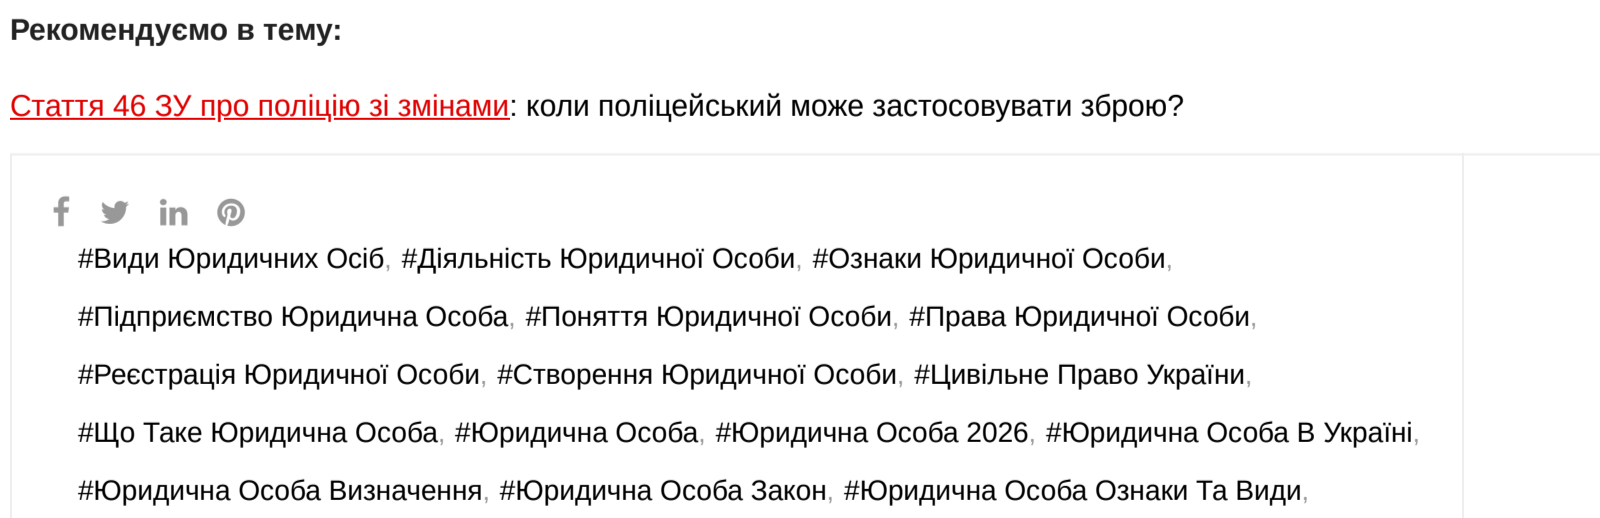 Рекомендуємо в тему:
Стаття 46 ЗУ про поліцію зі змінами: коли поліцейський може застосовувати зброю?
#Види Юридичних Осіб, #Діяльність Юридичної Особи, #Ознаки Юридичної Особи,
#Підприємство Юридична Особа, #Поняття Юридичної Особи, #Права Юридичної Особи,
#Реєстрація Юридичної Особи, #Створення Юридичної Особи, #Цивільне Право України,
#Що Таке Юридична Особа, #Юридична Особа, #Юридична Особа 2026, #Юридична Особа В Україні,
#Юридична Особа Визначення, #Юридична Особа Закон, #Юридична Особа Ознаки Та Види,